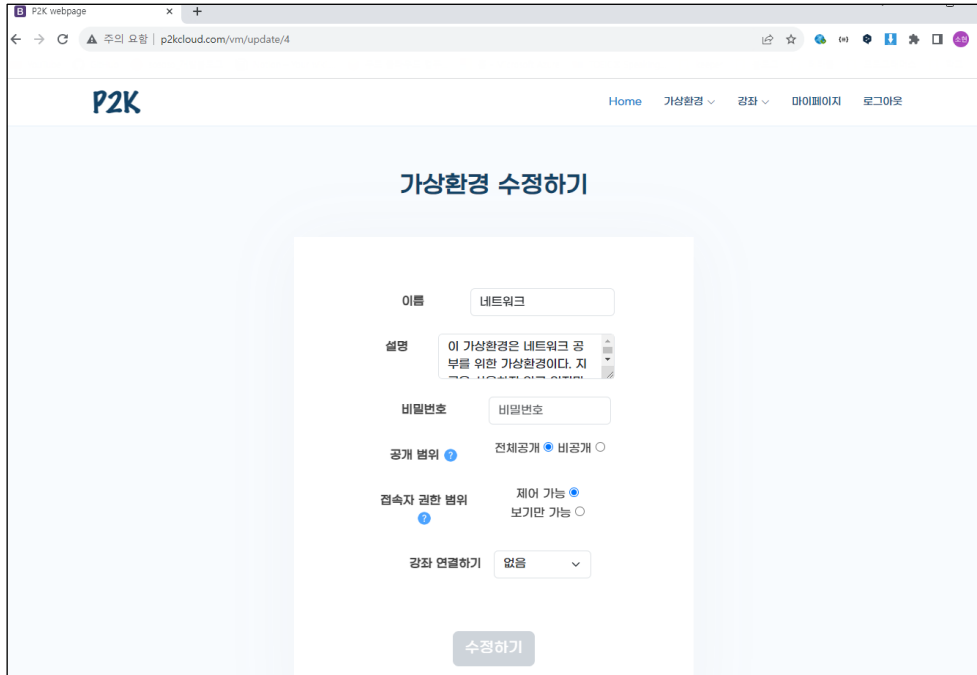 B P2K webpage
주의 요함 | p2kcloud.com/vm/update/4
소현
P2K
Home 가상환경 강좌 마이페이지 로그아웃
가상환경 수정하기
이름 네트워크
설명 이 가상환경은 네트워크 공
부를 위한 가상환경이다. 지
비밀번호 비밀번호
공개 범위 ? 전체공개 비공개
접속자 권한 범위 제어 가능
? 보기만 가능
강좌 연결하기 없음
수정하기